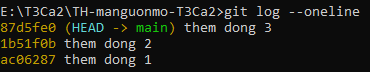 E:\T3Ca2\TH-manguonmo-T3Ca2>git log --oneline
87d5fe0 (HEAD -> main) them dong 3
1b51f0b them dong 2
ac06287 them dong 1